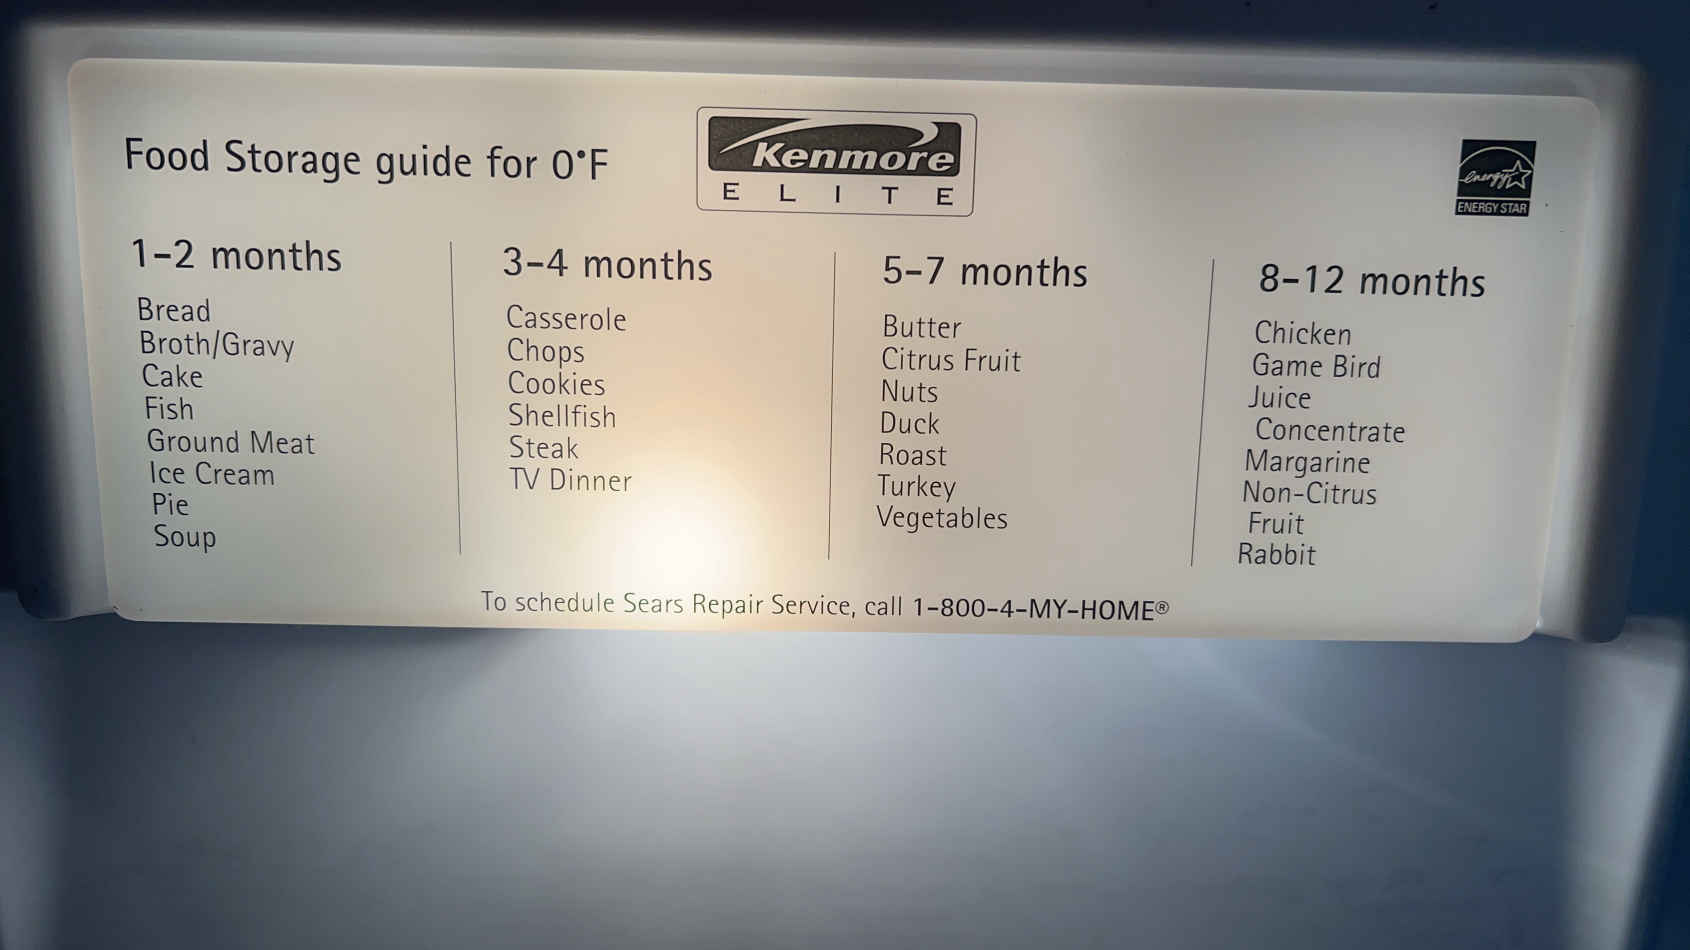 Food Storage guide for 0°F
Kenmore
ELITE
energy
ENERGY STAR
1-2 months
Bread
Broth/Gravy
Cake
Fish
Ground Meat
Ice Cream
Pie
Soup
3-4 months
Casserole
Chops
Cookies
Shellfish
Steak
TV Dinner
5-7 months
Butter
Citrus Fruit
Nuts
Duck
Roast
Turkey
Vegetables
8-12 months
Chicken
Game Bird
Juice
Concentrate
Margarine
Non-Citrus
Fruit
Rabbit
To schedule Sears Repair Service, call 1-800-4-MY-HOME®